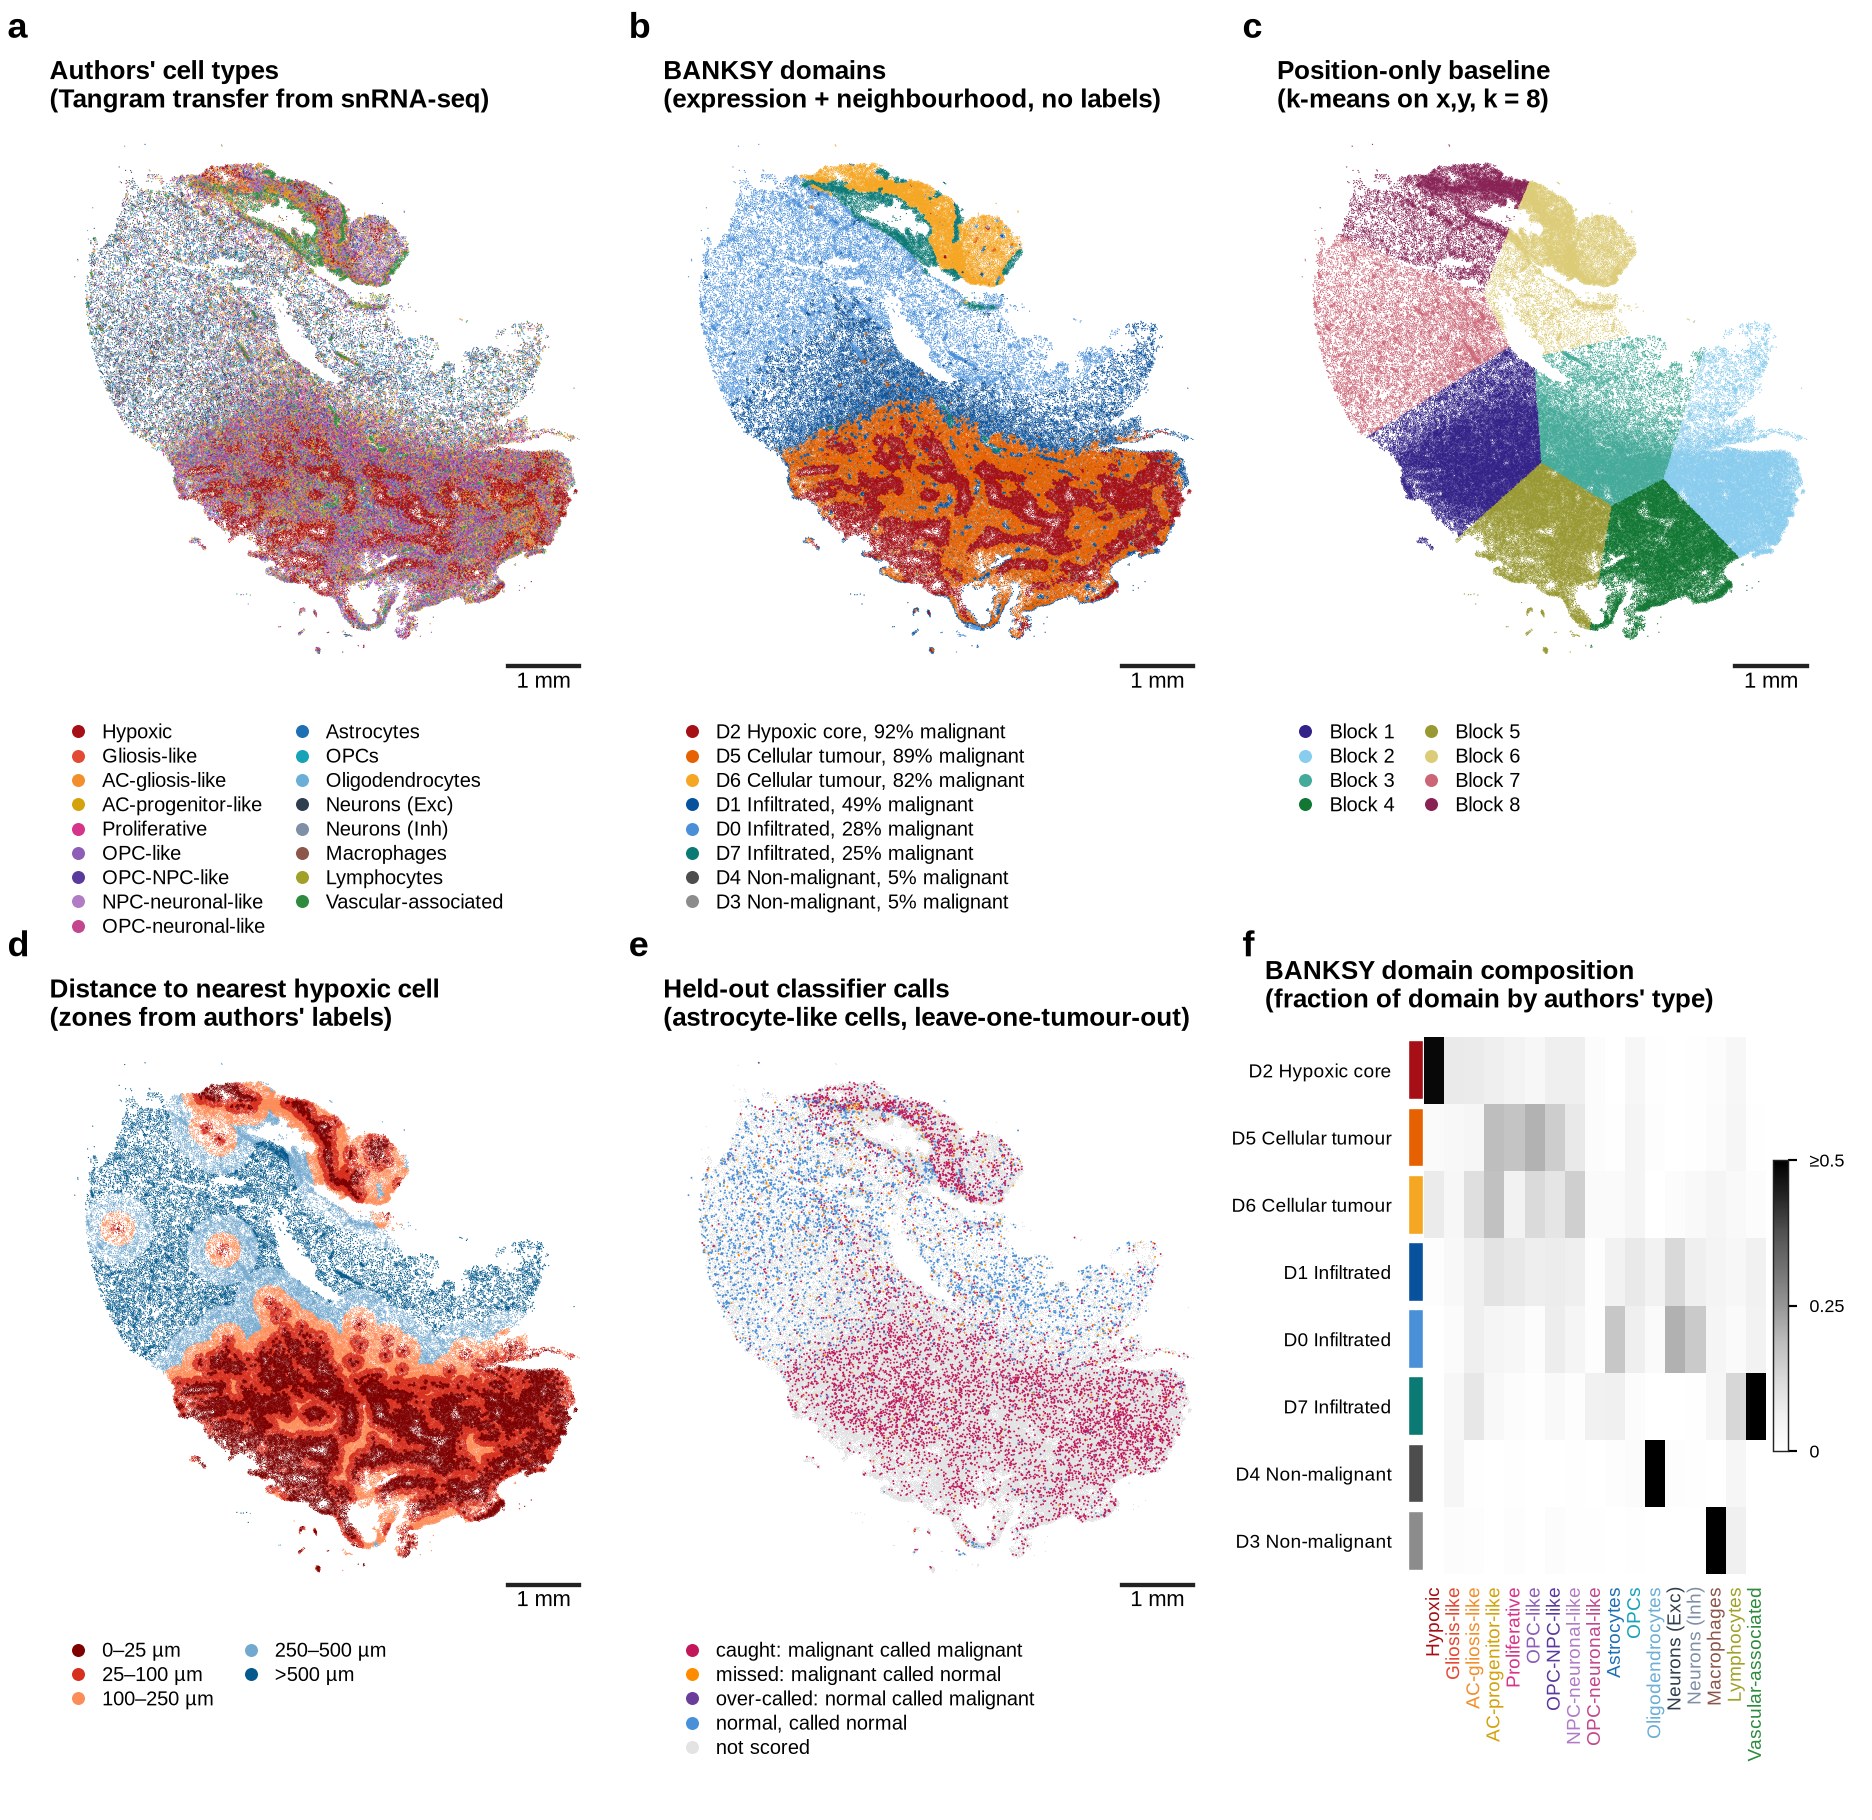 a
Authors' cell types
(Tangram transfer from snRNA-seq)
1 mm
Hypoxic
Gliosis-like
AC-gliosis-like
AC-progenitor-like
Proliferative
OPC-like
OPC-NPC-like
NPC-neuronal-like
OPC-neuronal-like
Astrocytes
OPCs
Oligodendrocytes
Neurons (Exc)
Neurons (Inh)
Macrophages
Lymphocytes
Vascular-associated
b
BANKSY domains
(expression + neighbourhood, no labels)
1 mm
D2 Hypoxic core, 92% malignant
D5 Cellular tumour, 89% malignant
D6 Cellular tumour, 82% malignant
D1 Infiltrated, 49% malignant
D0 Infiltrated, 28% malignant
D7 Infiltrated, 25% malignant
D4 Non-malignant, 5% malignant
D3 Non-malignant, 5% malignant
c
Position-only baseline
(k-means on x,y, k = 8)
1 mm
Block 1
Block 2
Block 3
Block 4
Block 5
Block 6
Block 7
Block 8
d
Distance to nearest hypoxic cell
(zones from authors' labels)
1 mm
0–25 µm
25–100 µm
100–250 µm
250–500 µm
>500 µm
e
Held-out classifier calls
(astrocyte-like cells, leave-one-tumour-out)
1 mm
caught: malignant called malignant
missed: malignant called normal
over-called: normal called malignant
normal, called normal
not scored
f
BANKSY domain composition
(fraction of domain by authors' type)
D2 Hypoxic core
D5 Cellular tumour
D6 Cellular tumour
D1 Infiltrated
D0 Infiltrated
D7 Infiltrated
D4 Non-malignant
D3 Non-malignant
≥0.5
0.25
0
Hypoxic
Gliosis-like
AC-gliosis-like
AC-progenitor-like
Proliferative
OPC-like
OPC-NPC-like
NPC-neuronal-like
OPC-neuronal-like
Astrocytes
OPCs
Oligodendrocytes
Neurons (Exc)
Neurons (Inh)
Macrophages
Lymphocytes
Vascular-associated